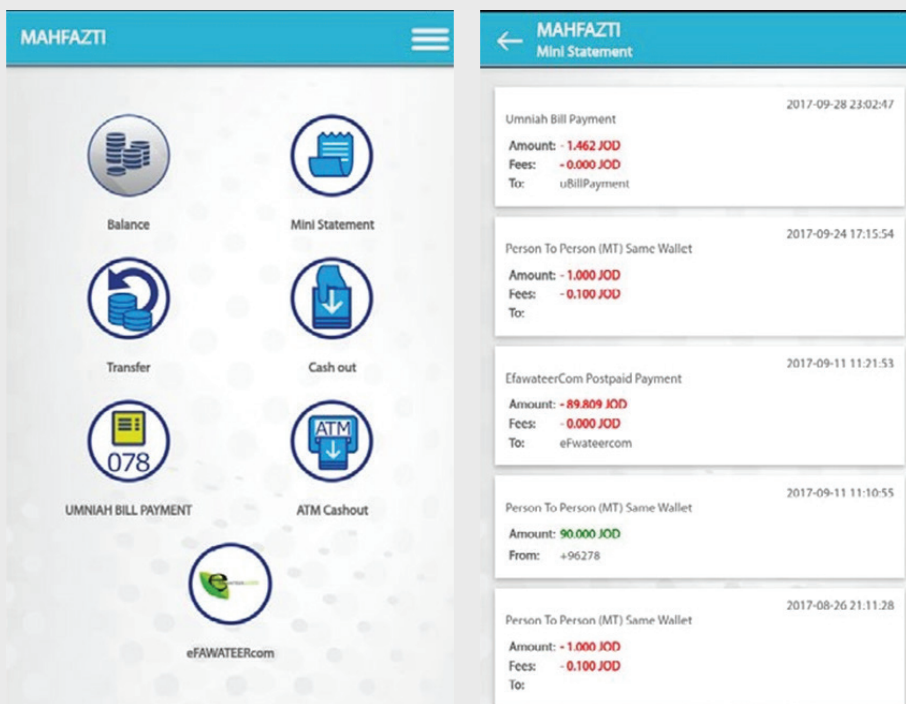 MAHFAZTI
Balance
Mini Statement
Transfer
Cash out
078
ATM
UMNIAH BILL PAYMENT
ATM Cashout
eFAWATEERcom
MAHFAZTI
Mini Statement
2017-09-28 23:02:47
Umniah Bill Payment
Amount: - 1.462 JOD
Fees: - 0.000 JOD
To: uBillPayment
2017-09-24 17:15:54
Person To Person (MT) Same Wallet
Amount: - 1.000 JOD
Fees: - 0.100 JOD
To:
2017-09-11 11:21:53
EfawateerCom Postpaid Payment
Amount: - 89.809 JOD
Fees: - 0.000 JOD
To: eFwateercom
2017-09-11 11:10:55
Person To Person (MT) Same Wallet
Amount: 90.000 JOD
From: +96278
2017-08-26 21:11:28
Person To Person (MT) Same Wallet
Amount: - 1.000 JOD
Fees: - 0.100 JOD
To: